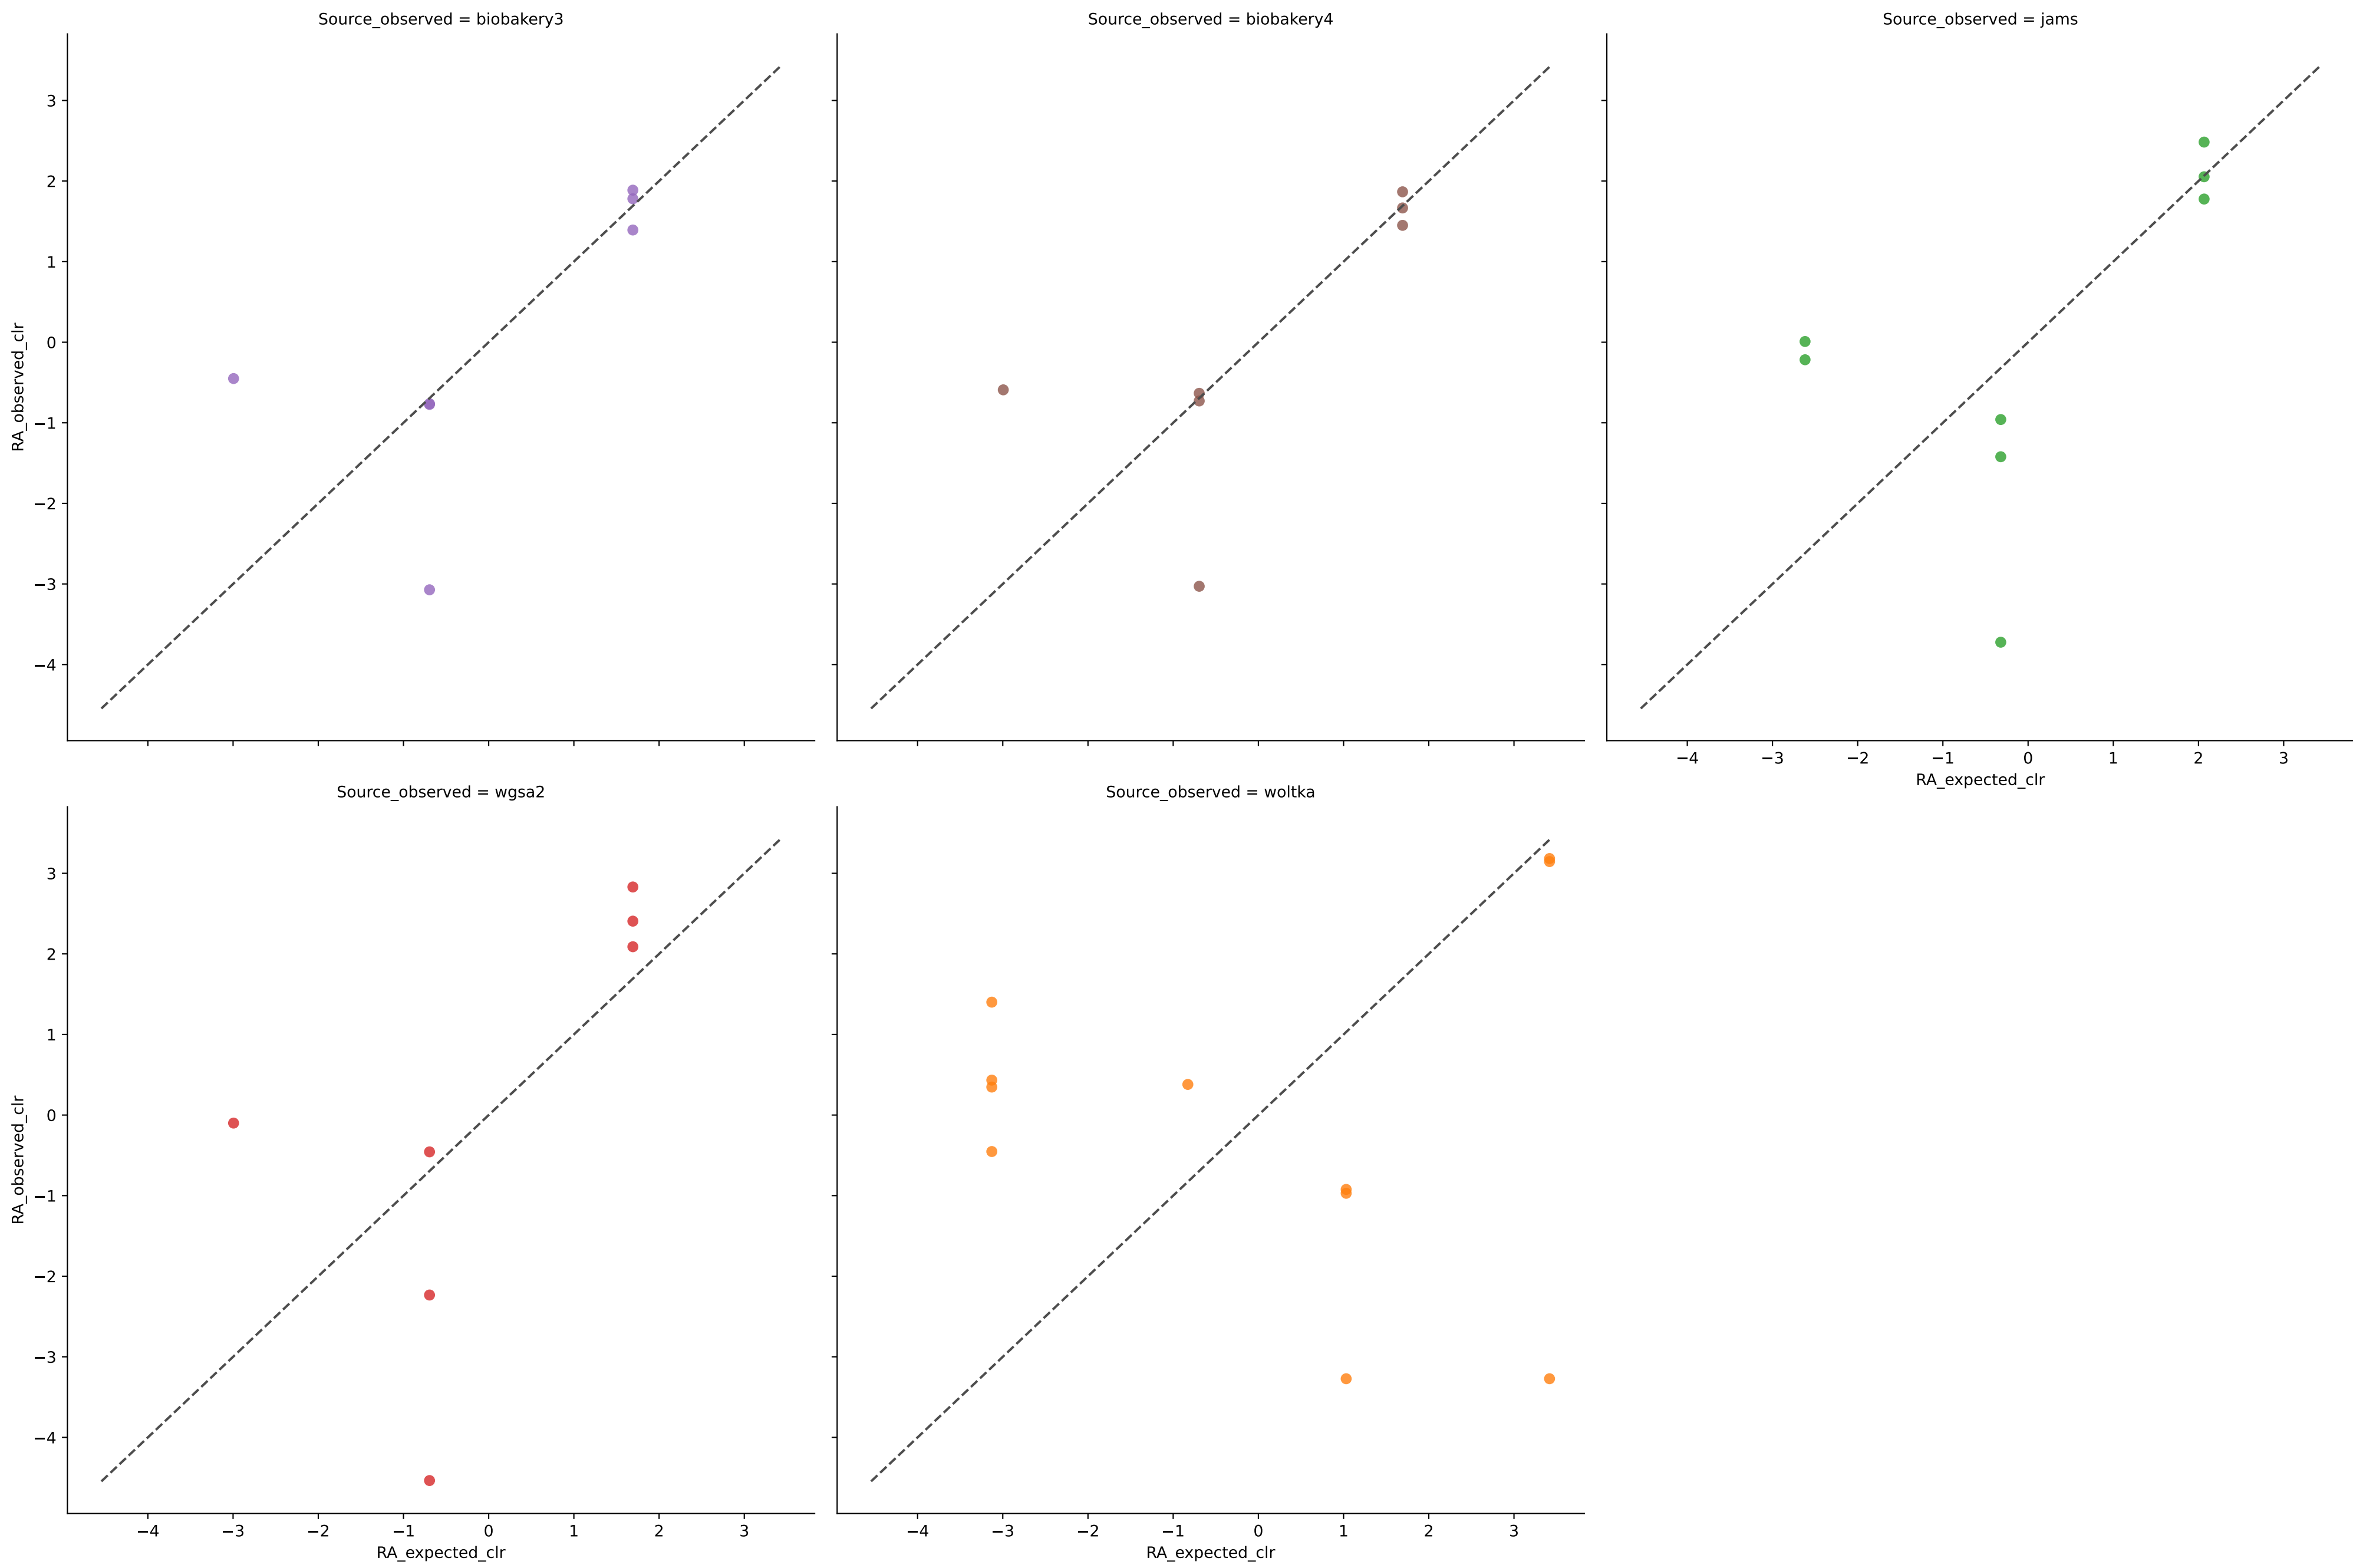 Source_observed = biobakery3
Source_observed = biobakery4
Source_observed = jams
3
2
1
0
−1
−2
−3
−4
RA_observed_clr
−4 −3 −2 −1 0 1 2 3
RA_expected_clr
Source_observed = wgsa2
Source_observed = woltka
3
2
1
0
−1
−2
−3
−4
RA_observed_clr
−4 −3 −2 −1 0 1 2 3
−4 −3 −2 −1 0 1 2 3
RA_expected_clr
RA_expected_clr